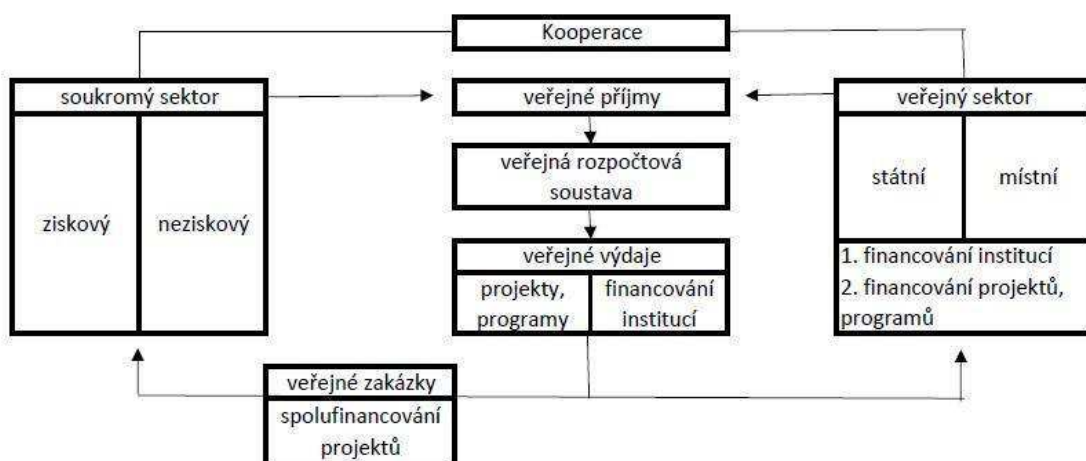 Kooperace
soukromý sektor
ziskový
neziskový
veřejné příjmy
veřejná rozpočtová
soustava
veřejné výdaje
projekty,
programy
financování
institucí
veřejný sektor
státní
místní
1. financování institucí
2. financování projektů,
programů
veřejné zakázky
spolufinancování
projektů